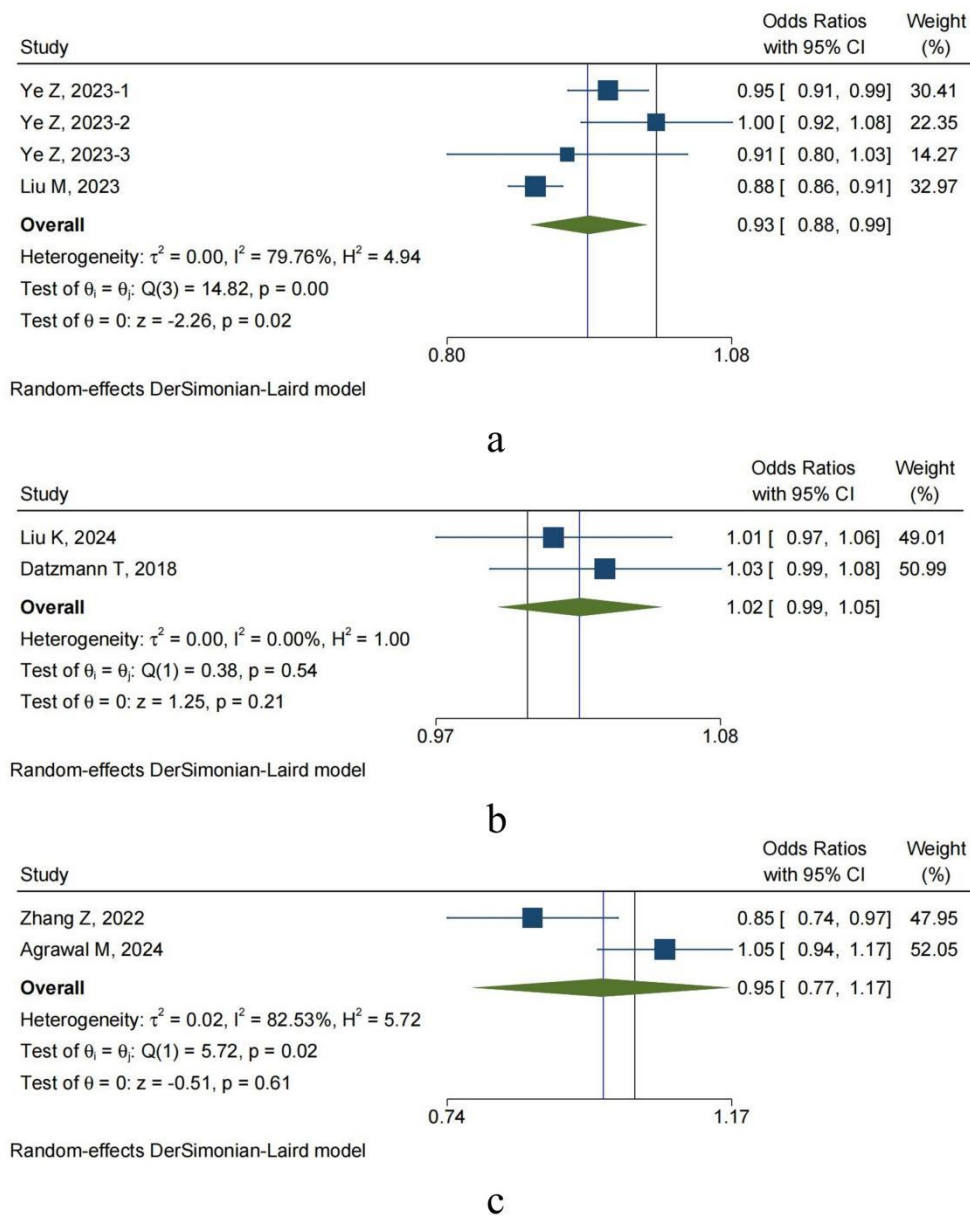 Odds Ratios Weight
Study with 95% CI (%)
Ye Z, 2023-1 0.95 [ 0.91, 0.99] 30.41
Ye Z, 2023-2 1.00 [ 0.92, 1.08] 22.35
Ye Z, 2023-3 0.91 [ 0.80, 1.03] 14.27
Liu M, 2023 0.88 [ 0.86, 0.91] 32.97
Overall 0.93 [ 0.88, 0.99]
Heterogeneity: τ² = 0.00, I² = 79.76%, H² = 4.94
Test of θᵢ = θⱼ: Q(3) = 14.82, p = 0.00
Test of θ = 0: z = -2.26, p = 0.02
0.80 1.08
Random-effects DerSimonian-Laird model
a
Odds Ratios Weight
Study with 95% CI (%)
Liu K, 2024 1.01 [ 0.97, 1.06] 49.01
Datzmann T, 2018 1.03 [ 0.99, 1.08] 50.99
Overall 1.02 [ 0.99, 1.05]
Heterogeneity: τ² = 0.00, I² = 0.00%, H² = 1.00
Test of θᵢ = θⱼ: Q(1) = 0.38, p = 0.54
Test of θ = 0: z = 1.25, p = 0.21
0.97 1.08
Random-effects DerSimonian-Laird model
b
Odds Ratios Weight
Study with 95% CI (%)
Zhang Z, 2022 0.85 [ 0.74, 0.97] 47.95
Agrawal M, 2024 1.05 [ 0.94, 1.17] 52.05
Overall 0.95 [ 0.77, 1.17]
Heterogeneity: τ² = 0.02, I² = 82.53%, H² = 5.72
Test of θᵢ = θⱼ: Q(1) = 5.72, p = 0.02
Test of θ = 0: z = -0.51, p = 0.61
0.74 1.17
Random-effects DerSimonian-Laird model
c